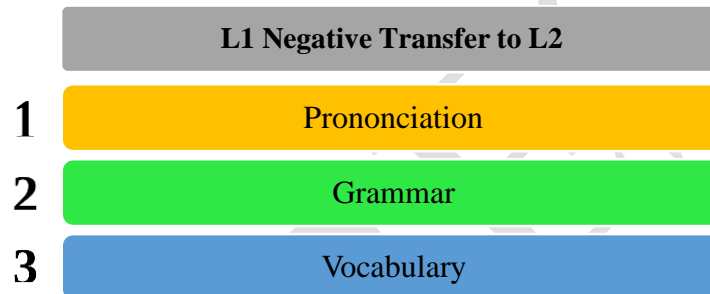 L1 Negative Transfer to L2
1 Prononciation
2 Grammar
3 Vocabulary